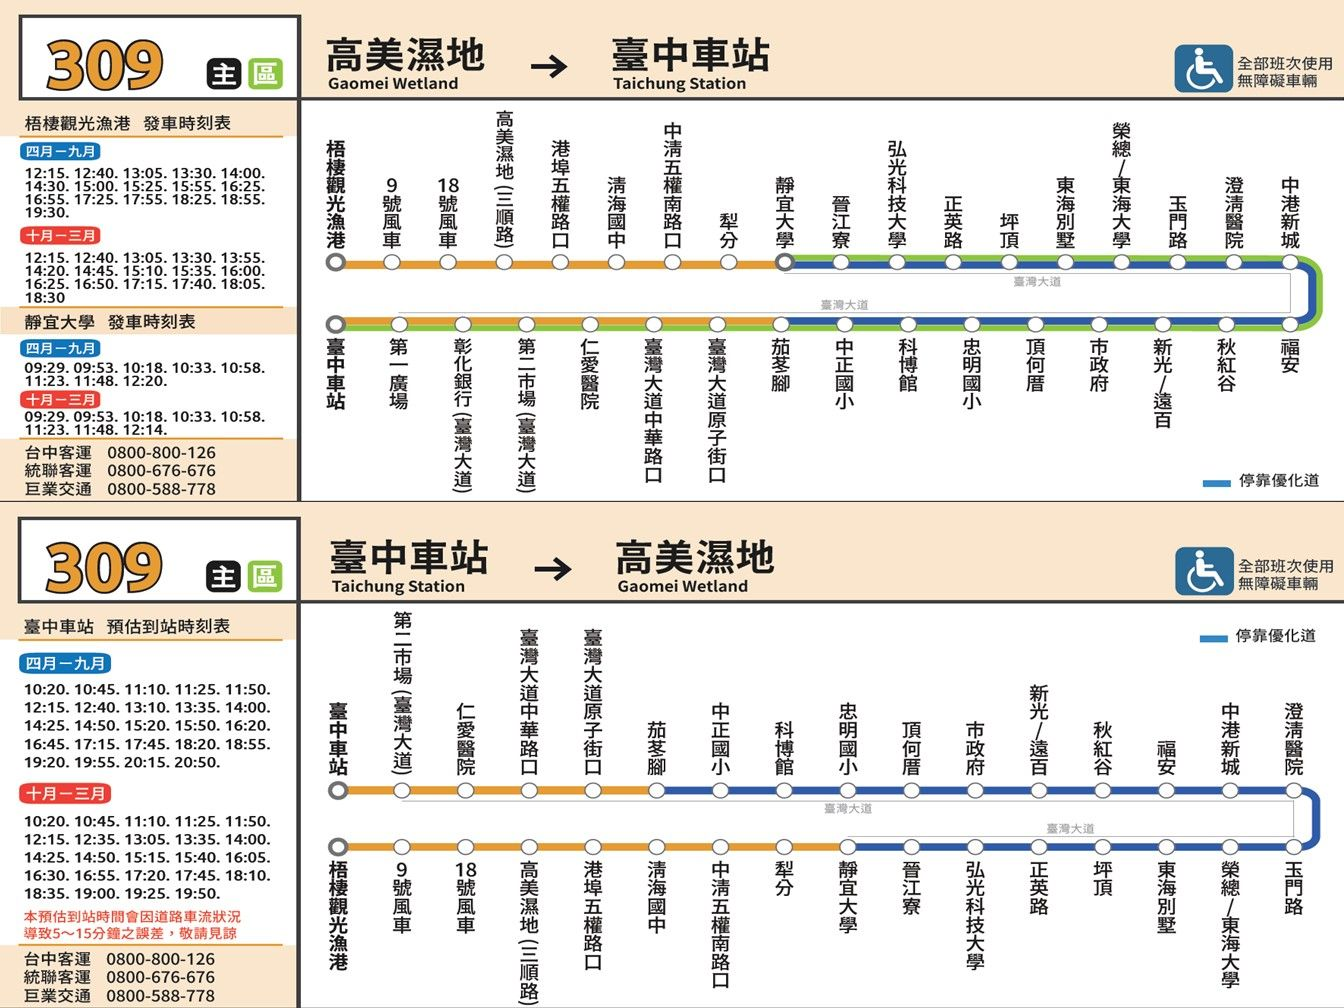 309 主 區
高美濕地 → 臺中車站
Gaomei Wetland Taichung Station
全部班次使用
無障礙車輛
梧棲觀光漁港 發車時刻表
四月－九月
12:15. 12:40. 13:05. 13:30. 14:00.
14:30. 15:00. 15:25. 15:55. 16:25.
16:55. 17:25. 17:55. 18:25. 18:55.
19:30.
十月－三月
12:15. 12:40. 13:05. 13:30. 13:55.
14:20. 14:45. 15:10. 15:35. 16:00.
16:25. 16:50. 17:15. 17:40. 18:05.
18:30
靜宜大學 發車時刻表
四月－九月
09:29. 09:53. 10:18. 10:33. 10:58.
11:23. 11:48. 12:20.
十月－三月
09:29. 09:53. 10:18. 10:33. 10:58.
11:23. 11:48. 12:14.
台中客運 0800-800-126
統聯客運 0800-676-676
巨業交通 0800-588-778
梧棲觀光漁港
9號風車
18號風車
高美濕地(三順路)
港埠五權路口
清海國中
中清五權南路口
犁分
靜宜大學
晉江寮
弘光科技大學
正英路
坪頂
東海別墅
榮總/東海大學
玉門路
澄清醫院
中港新城
臺灣大道
臺灣大道
臺中車站
第一廣場
彰化銀行(臺灣大道)
第二市場(臺灣大道)
仁愛醫院
臺灣大道中華路口
臺灣大道原子街口
茄苳腳
中正國小
科博館
忠明國小
頂何厝
市政府
新光/遠百
秋紅谷
福安
停靠優化道
309 主 區
臺中車站 → 高美濕地
Taichung Station Gaomei Wetland
全部班次使用
無障礙車輛
臺中車站 預估到站時刻表
四月－九月
10:20. 10:45. 11:10. 11:25. 11:50.
12:15. 12:40. 13:10. 13:35. 14:00.
14:25. 14:50. 15:20. 15:50. 16:20.
16:45. 17:15. 17:45. 18:20. 18:55.
19:20. 19:55. 20:15. 20:50.
十月－三月
10:20. 10:45. 11:10. 11:25. 11:50.
12:15. 12:35. 13:05. 13:35. 14:00.
14:25. 14:50. 15:15. 15:40. 16:05.
16:30. 16:55. 17:20. 17:45. 18:10.
18:35. 19:00. 19:25. 19:50.
本預估到站時間會因道路車流狀況
導致5～15分鐘之誤差，敬請見諒
台中客運 0800-800-126
統聯客運 0800-676-676
巨業交通 0800-588-778
停靠優化道
臺中車站
第二市場(臺灣大道)
仁愛醫院
臺灣大道中華路口
臺灣大道原子街口
茄苳腳
中正國小
科博館
忠明國小
頂何厝
市政府
新光/遠百
秋紅谷
福安
中港新城
澄清醫院
臺灣大道
臺灣大道
梧棲觀光漁港
9號風車
18號風車
高美濕地(三順路)
港埠五權路口
清海國中
中清五權南路口
犁分
靜宜大學
晉江寮
弘光科技大學
正英路
坪頂
東海別墅
榮總/東海大學
玉門路